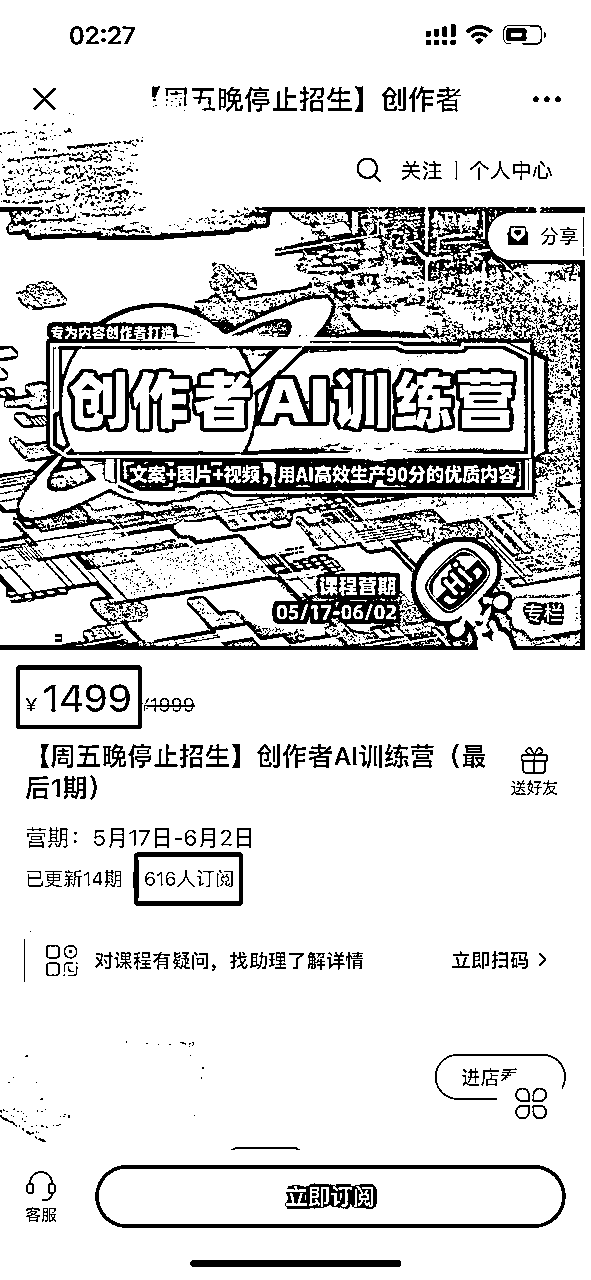 02:27
【周五晚停止招生】创作者
关注 | 个人中心
分享
专为内容创作者打造
创作者AI训练营
文案+图片+视频，用AI高效生产90分的优质内容
Hi
课程营期
05/17-06/02
专栏
¥1499 /1999
【周五晚停止招生】创作者AI训练营（最
后1期）
送好友
营期：5月17日-6月2日
已更新14期 | 616人订阅
对课程有疑问，找助理了解详情
立即扫码
进店
客服
立即订阅